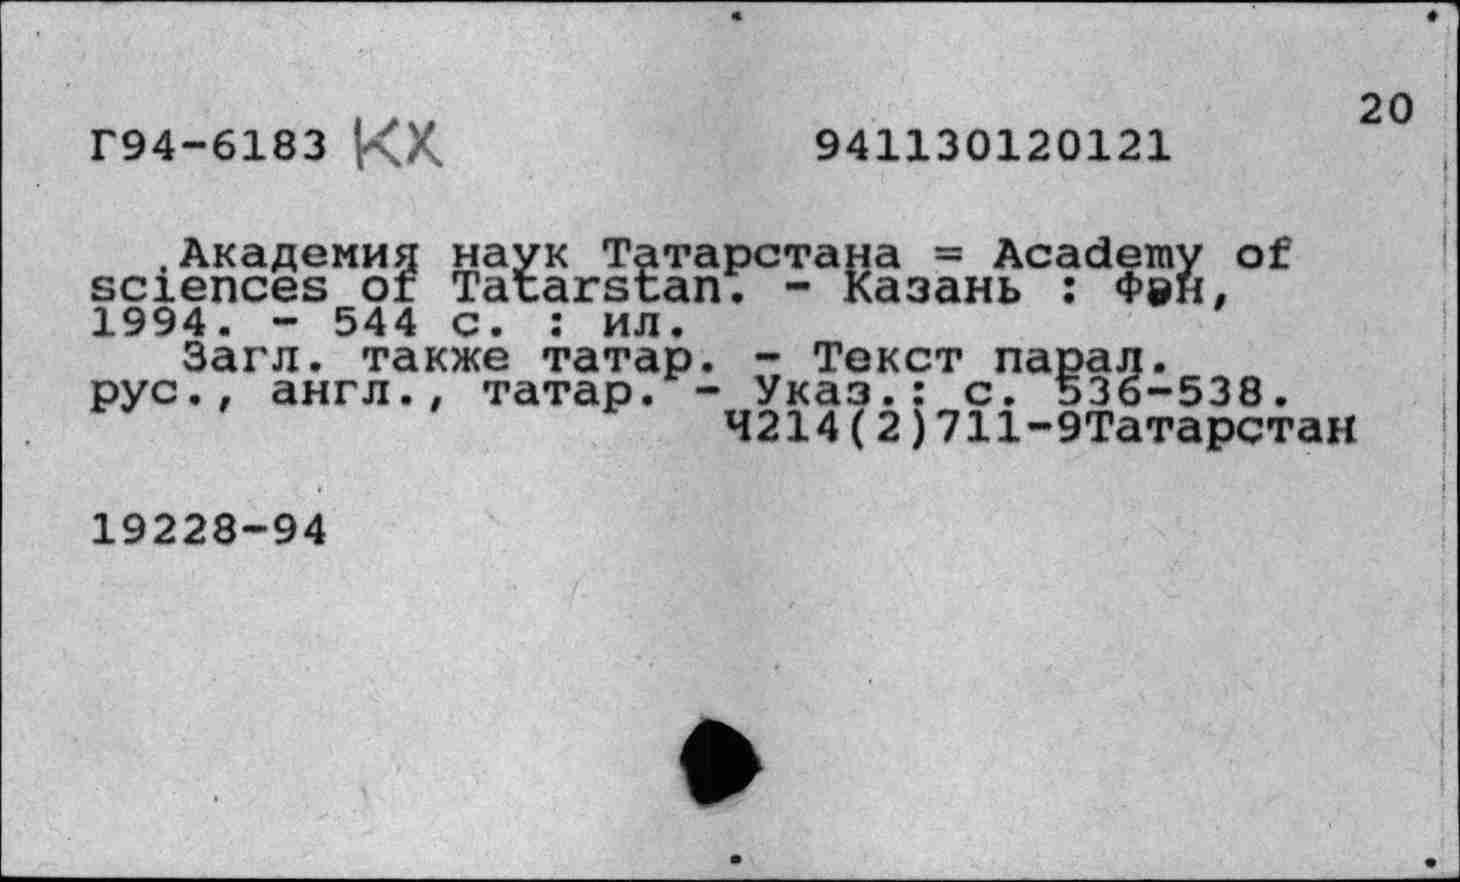 20
Г94-6183 КХ 941130120121
Академия наук Татарстана = Academy of
sciences of Tatarstan. - Казань : Фэн,
1994. - 544 с. : ил.
Загл. также татар. - Текст парал.
рус., англ., татар. - Указ.: с. 536-538.
Ч214(2)711-9Татарстан
19228-94